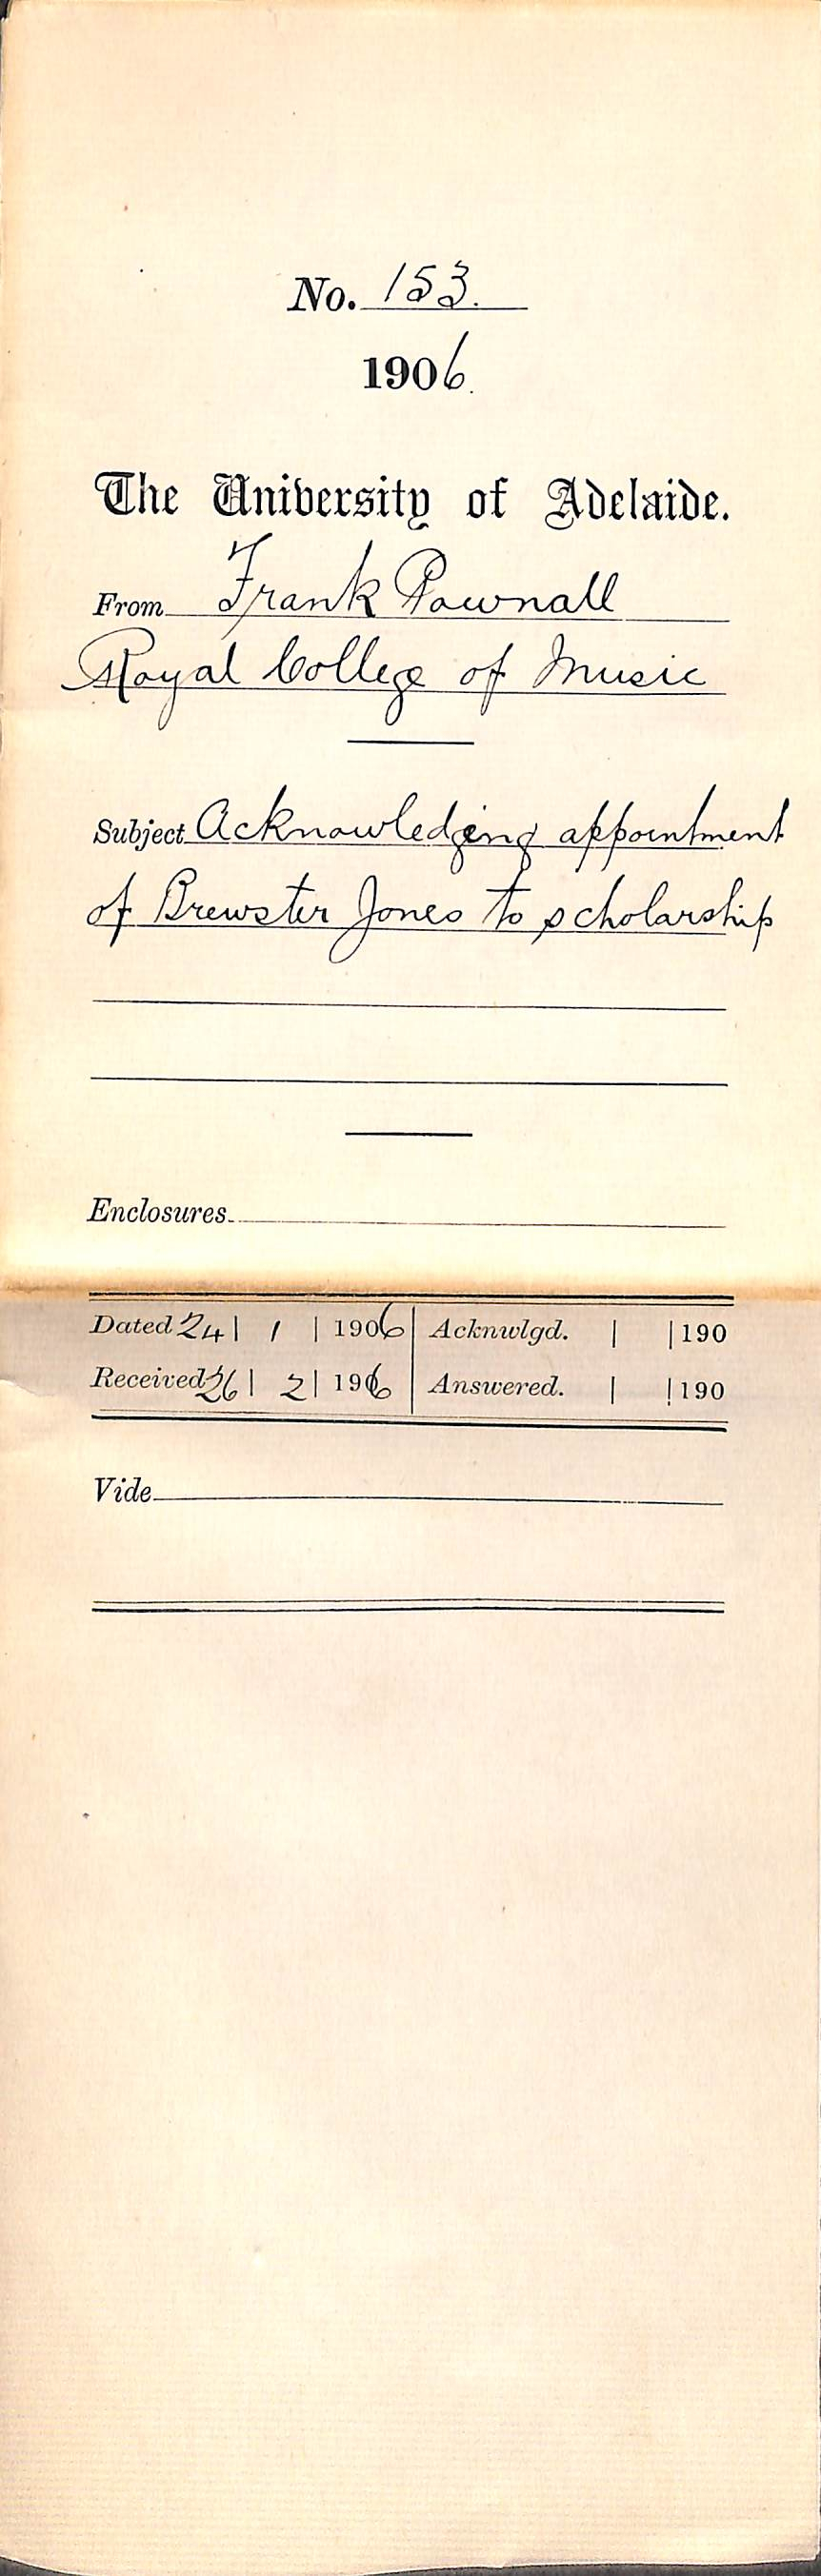 No. 153.
1906.
The University of Adelaide.
From Frank Pownall
Royal College of Music
Subject Acknowledging appointment
of Brewster Jones to scholarship
Enclosures
Dated 24 | 1 | 1906 | Acknwlgd. | | 190
Received 26 | 2 | 1906 | Answered. | | 190
Vide